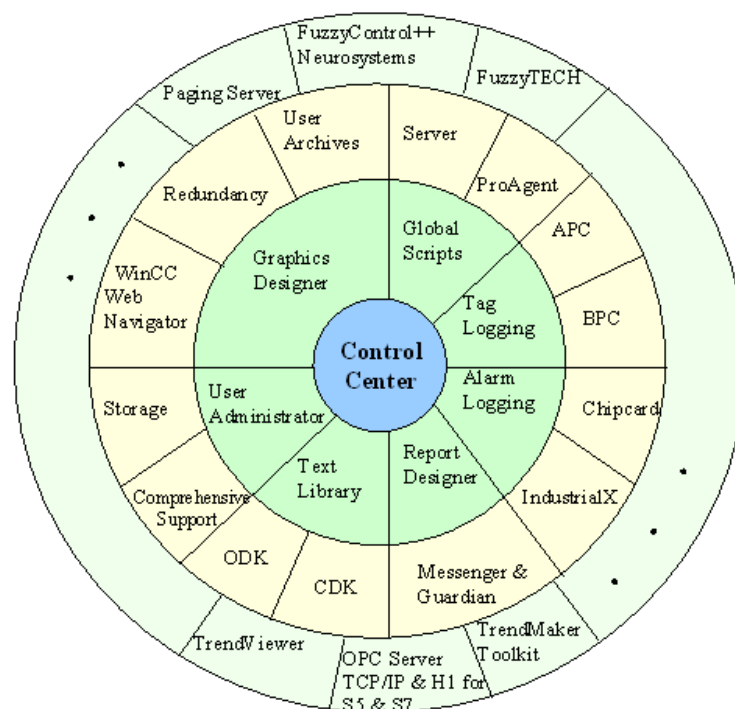 FuzzyControl++
Neurosystems
FuzzyTECH
Paging Server
User
Archives
Server
Redundancy
ProAgent
Global
Scripts
APC
Graphics
Designer
WinCC
Web
Navigator
Tag
Logging
BPC
Control
Center
Alarm
Logging
User
Administrator
Storage
Chipcard
Report
Designer
Text
Library
Comprehensive
Support
IndustrialX
ODK
CDK
Messenger &
Guardian
TrendViewer
TrendMaker
Toolkit
OPC Server
TCP/IP & H1 for
S5 & S7